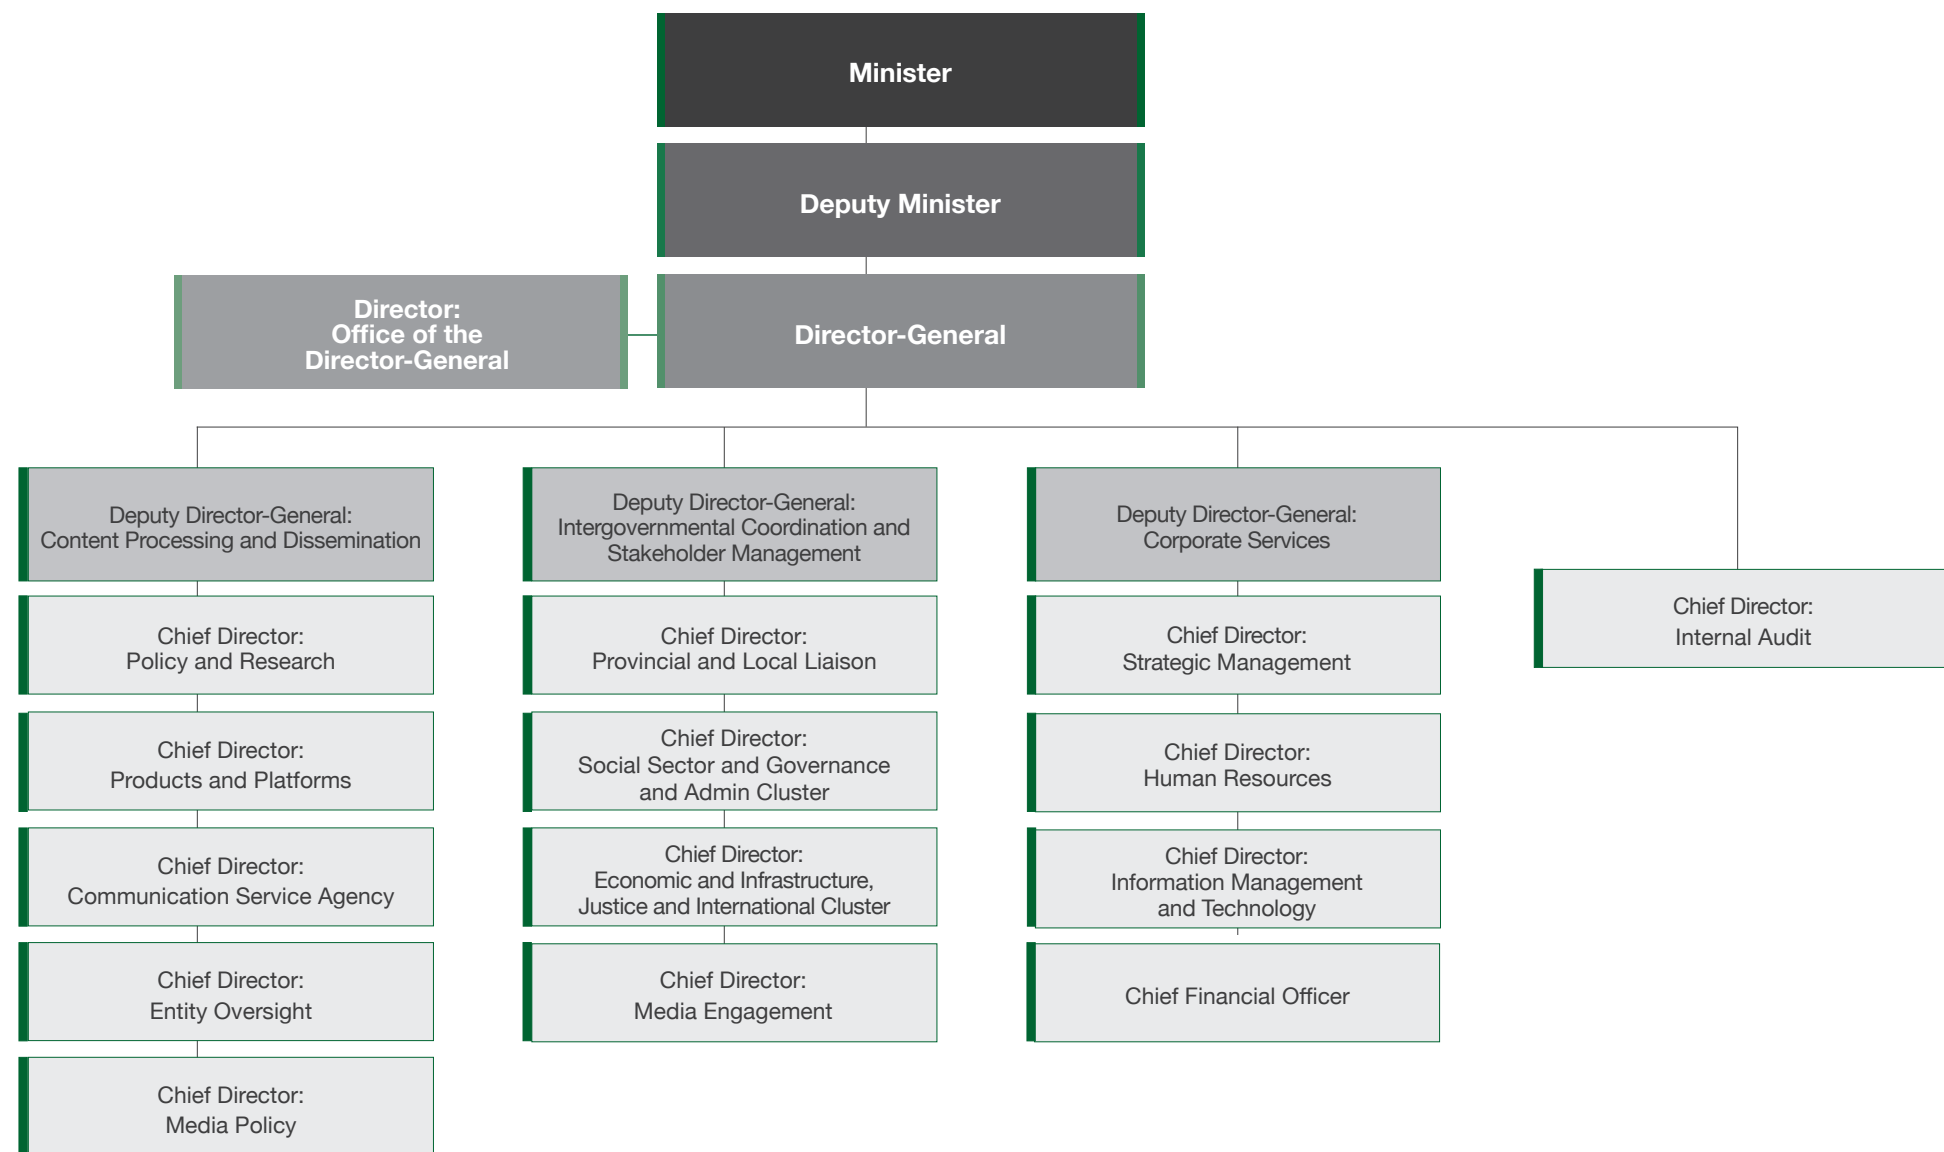 Minister
Deputy Minister
Director:
Office of the
Director-General
Director-General
Deputy Director-General:
Content Processing and Dissemination
Chief Director:
Policy and Research
Chief Director:
Products and Platforms
Chief Director:
Communication Service Agency
Chief Director:
Entity Oversight
Chief Director:
Media Policy
Deputy Director-General:
Intergovernmental Coordination and
Stakeholder Management
Chief Director:
Provincial and Local Liaison
Chief Director:
Social Sector and Governance
and Admin Cluster
Chief Director:
Economic and Infrastructure,
Justice and International Cluster
Chief Director:
Media Engagement
Deputy Director-General:
Corporate Services
Chief Director:
Strategic Management
Chief Director:
Human Resources
Chief Director:
Information Management
and Technology
Chief Financial Officer
Chief Director:
Internal Audit